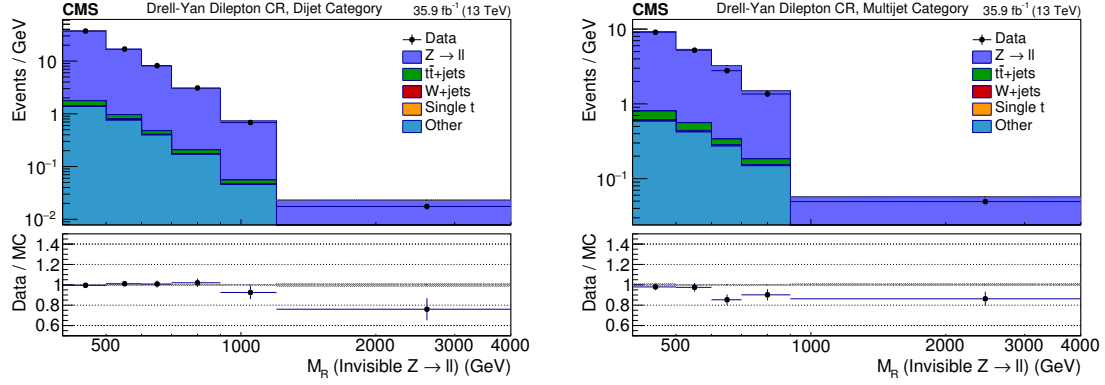 CMS Drell-Yan Dilepton CR, Dijet Category 35.9 fb⁻¹ (13 TeV)
Events / GeV
10
1
10⁻¹
10⁻²
Data
Z → ll
tt̄+jets
W+jets
Single t
Other
Data / MC
1.4
1.2
1
0.8
0.6
500 1000 2000 3000 4000
M_R (Invisible Z → ll) (GeV)
CMS Drell-Yan Dilepton CR, Multijet Category 35.9 fb⁻¹ (13 TeV)
Events / GeV
10
1
10⁻¹
Data
Z → ll
tt̄+jets
W+jets
Single t
Other
Data / MC
1.4
1.2
1
0.8
0.6
500 1000 2000 3000 4000
M_R (Invisible Z → ll) (GeV)